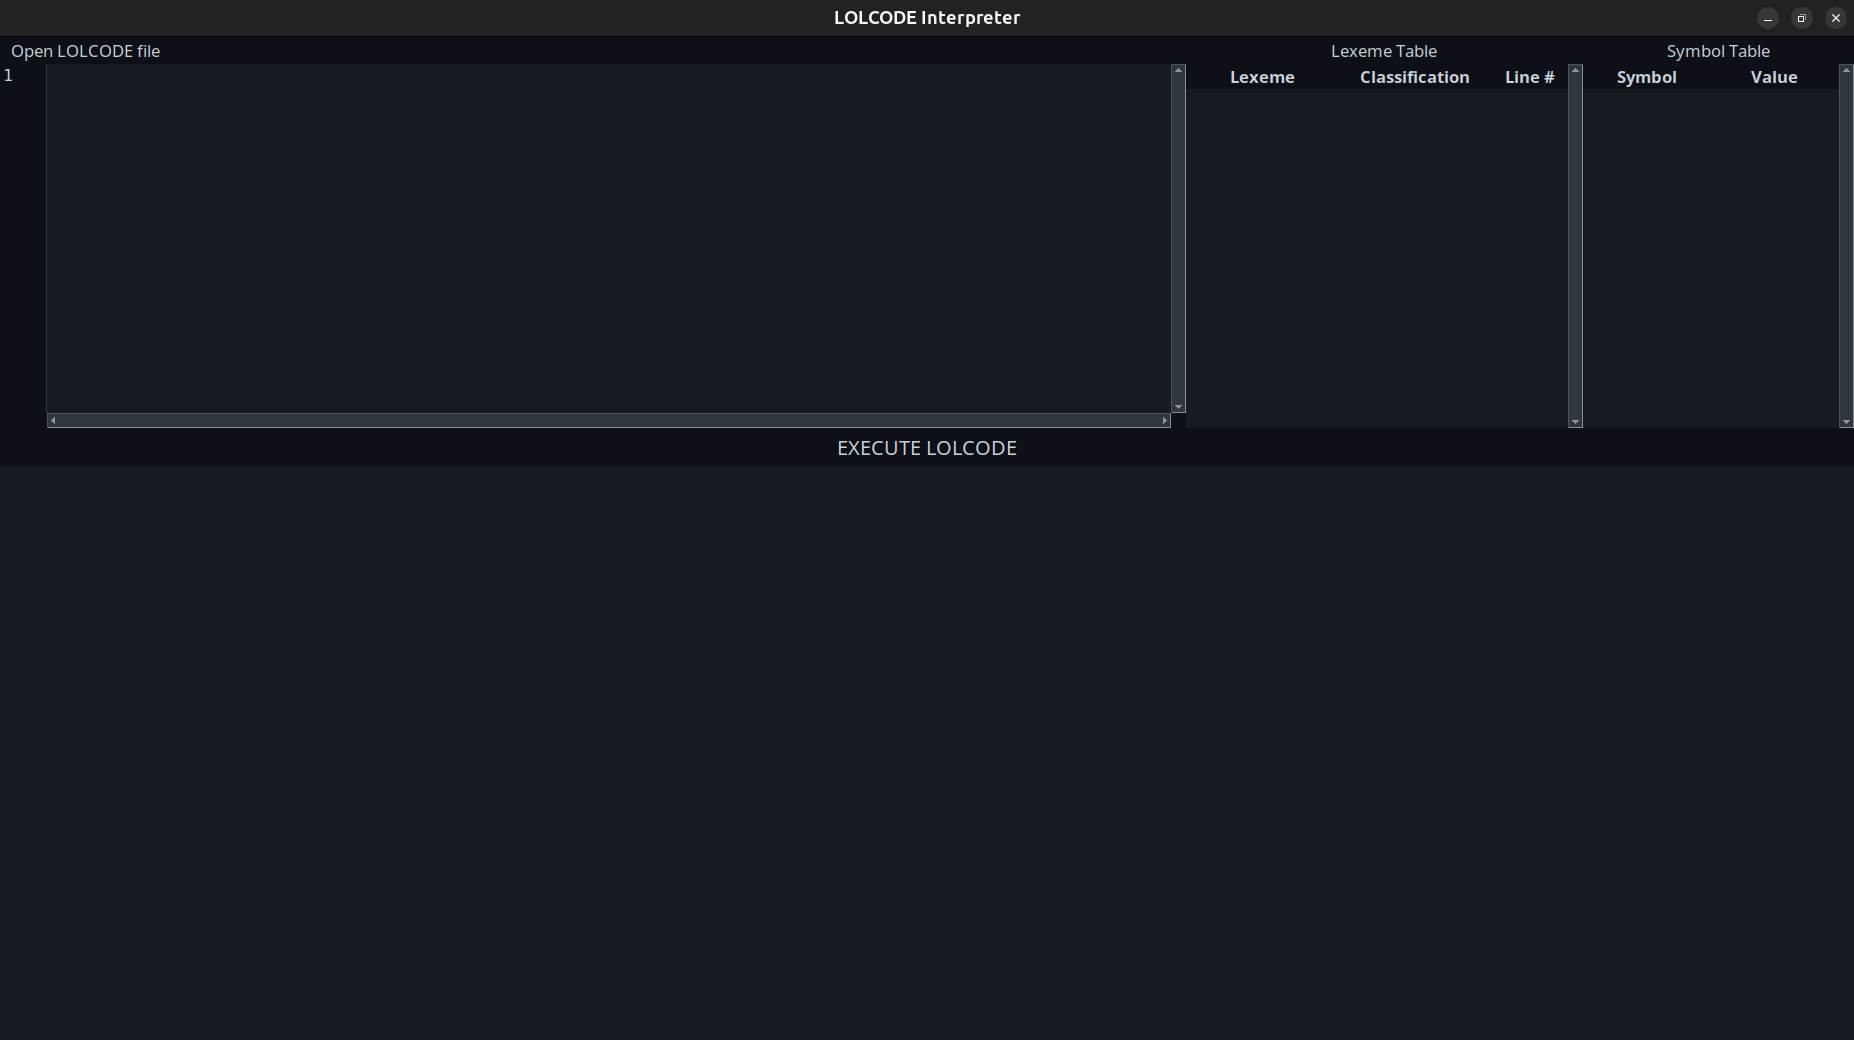 LOLCODE Interpreter
Open LOLCODE file
Lexeme Table
Symbol Table
1
Lexeme Classification Line #
Symbol Value
EXECUTE LOLCODE